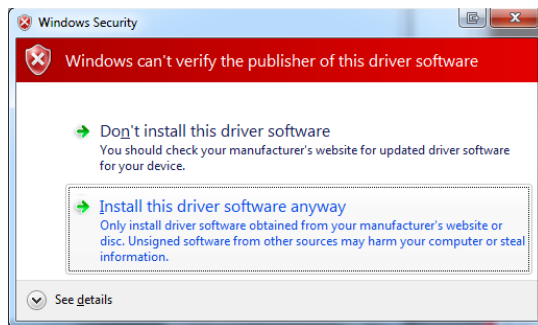 Windows Security
Windows can't verify the publisher of this driver software
Don't install this driver software
You should check your manufacturer's website for updated driver software
for your device.
Install this driver software anyway
Only install driver software obtained from your manufacturer's website or
disc. Unsigned software from other sources may harm your computer or steal
information.
See details